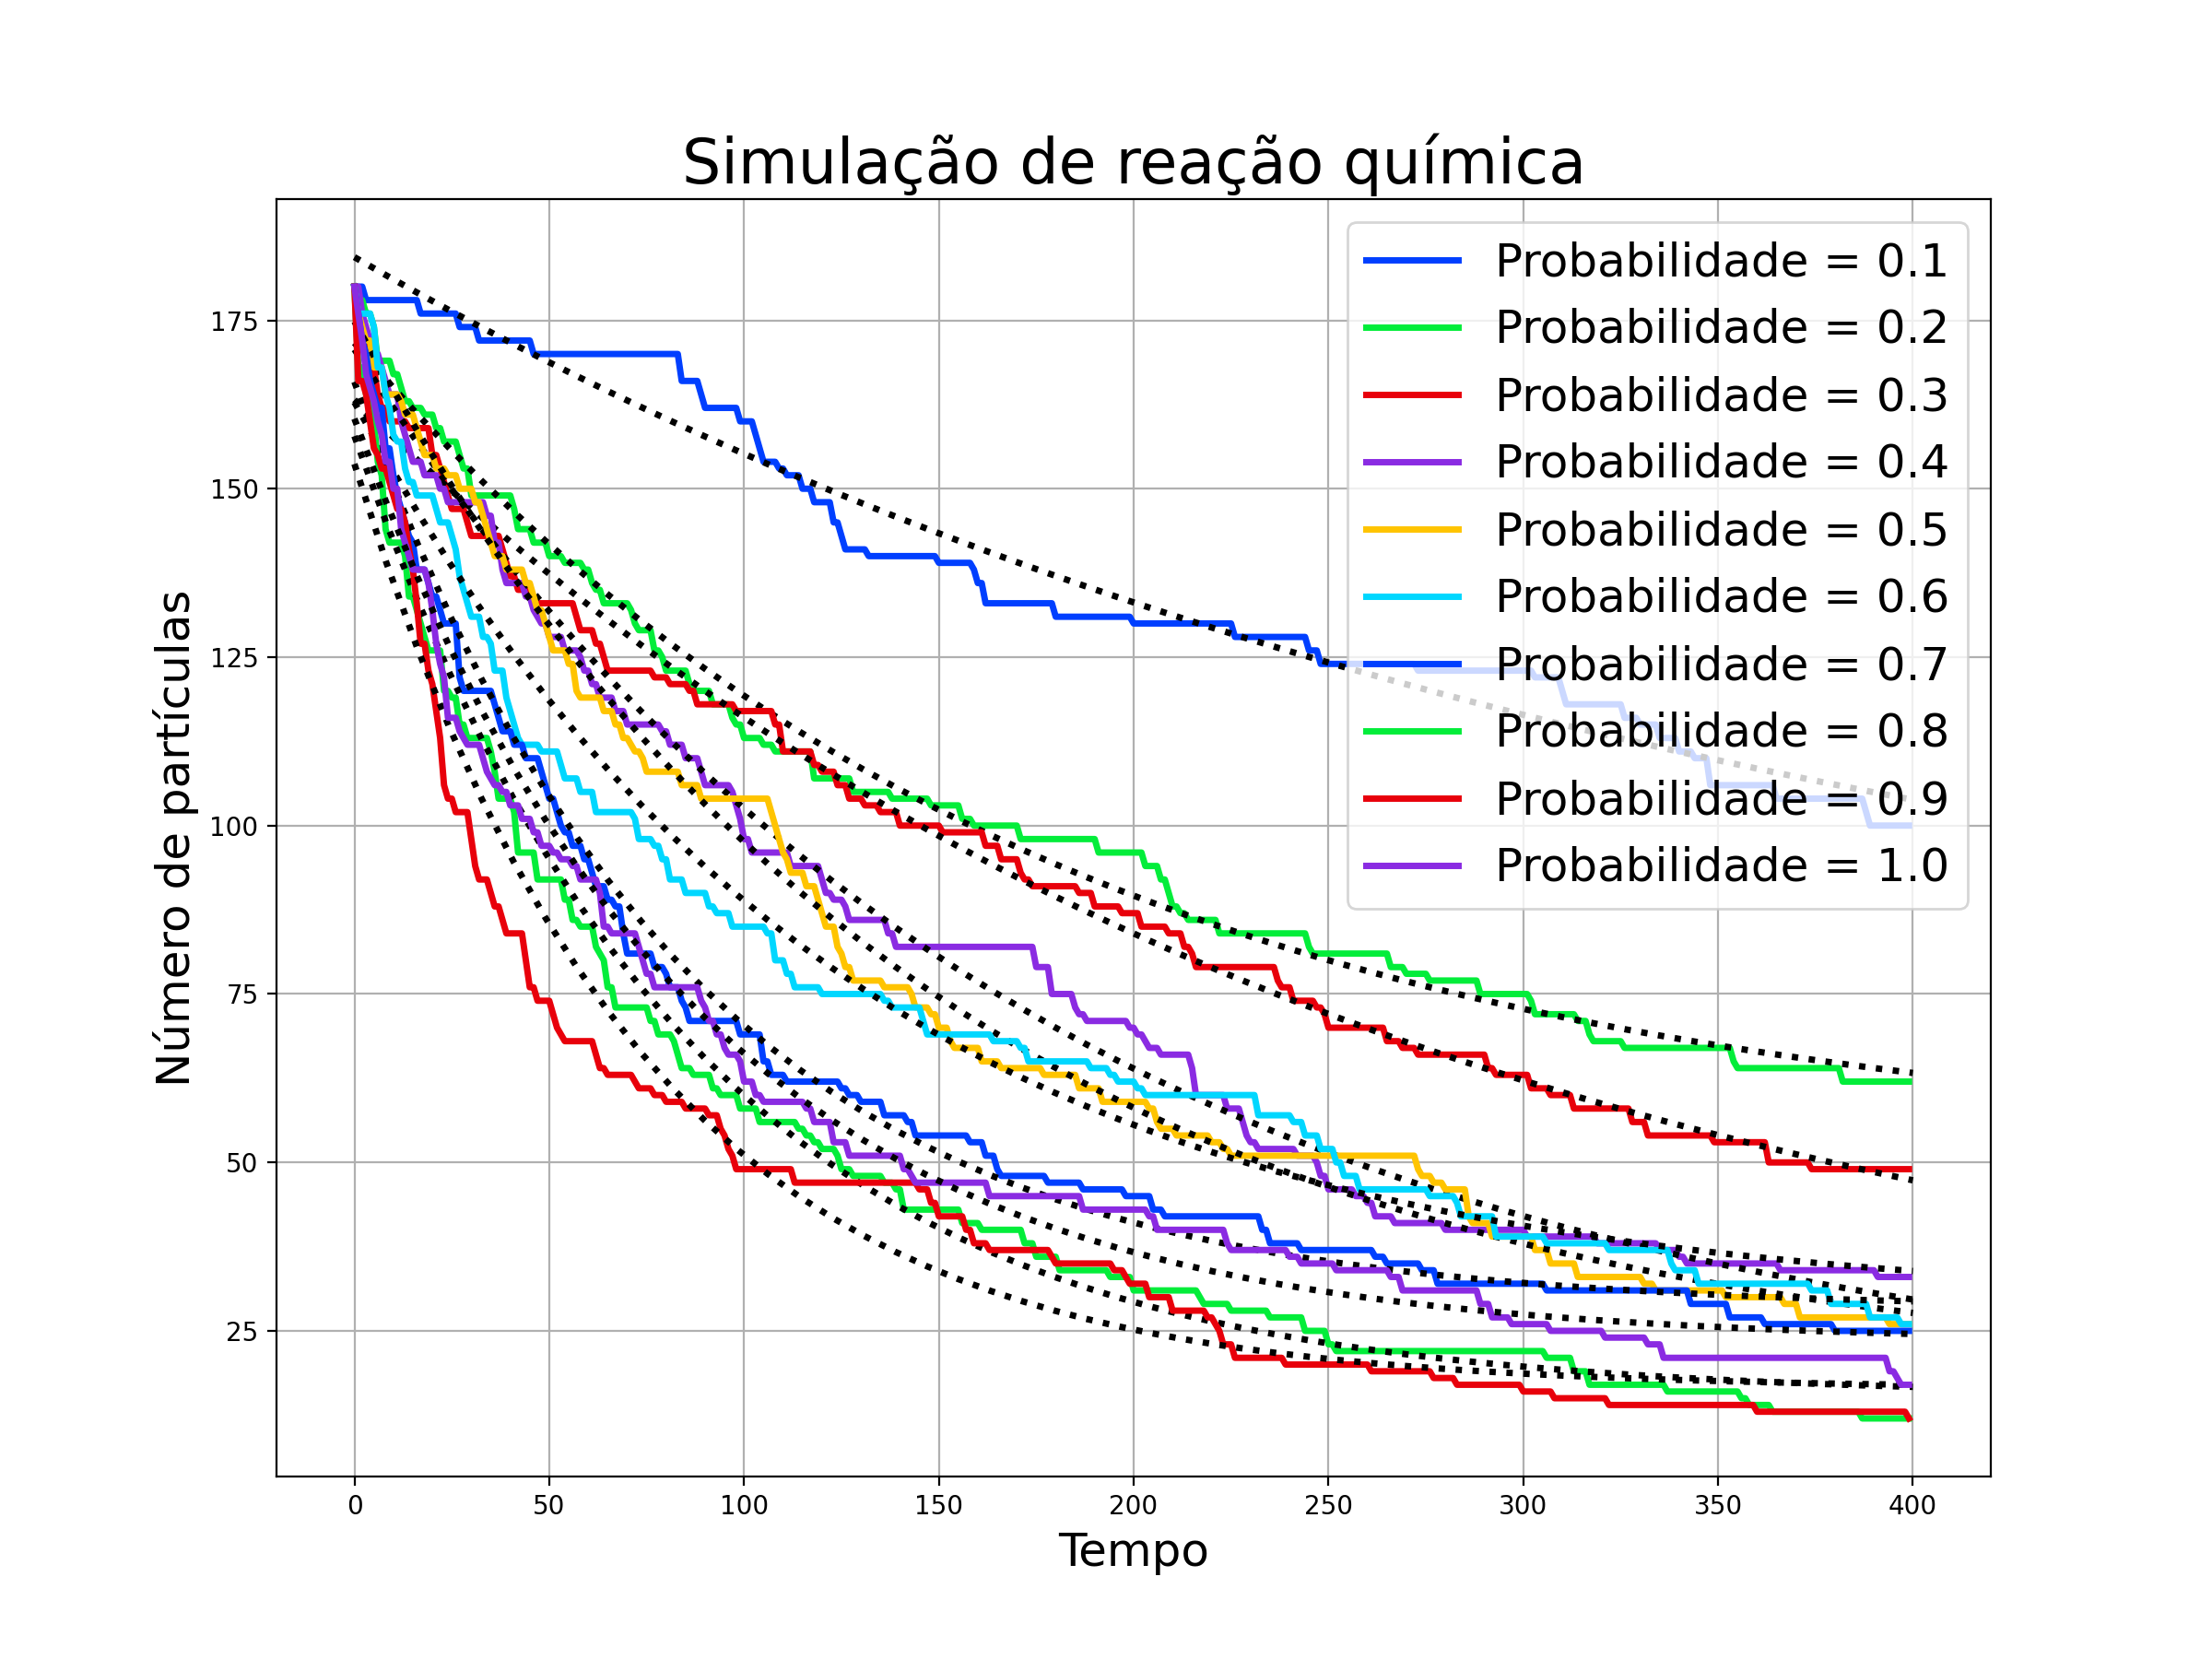 Simulação de reação química
Probabilidade = 0.1
Probabilidade = 0.2
Probabilidade = 0.3
Probabilidade = 0.4
Probabilidade = 0.5
Probabilidade = 0.6
Probabilidade = 0.7
Probabilidade = 0.8
Probabilidade = 0.9
Probabilidade = 1.0
Número de partículas
175
150
125
100
75
50
25
0 50 100 150 200 250 300 350 400
Tempo